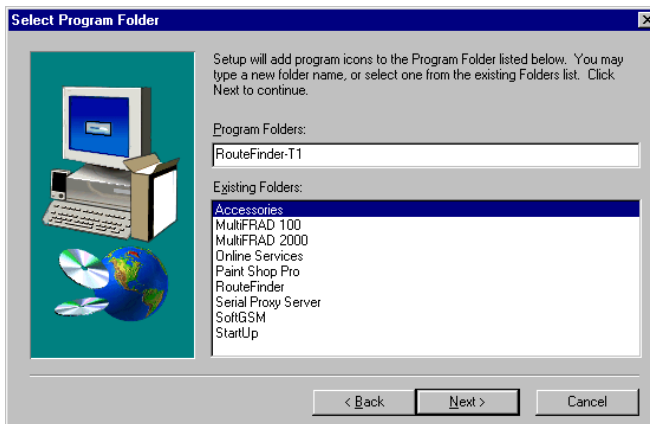 Select Program Folder
Setup will add program icons to the Program Folder listed below. You may
type a new folder name, or select one from the existing Folders list. Click
Next to continue.
Program Folders:
RouteFinder-T1
Existing Folders:
Accessories
MultiFRAD 100
MultiFRAD 2000
Online Services
Paint Shop Pro
RouteFinder
Serial Proxy Server
SoftGSM
StartUp
< Back
Next >
Cancel